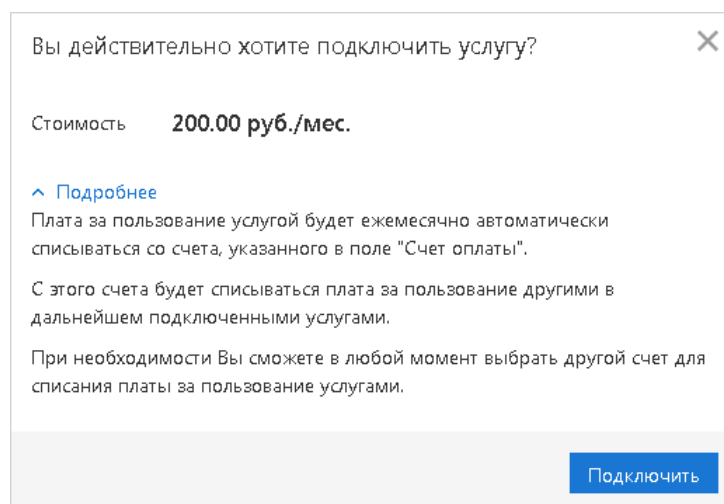 Вы действительно хотите подключить услугу?
Стоимость 200.00 руб./мес.
Подробнее
Плата за пользование услугой будет ежемесячно автоматически
списываться со счета, указанного в поле "Счет оплаты".
С этого счета будет списываться плата за пользование другими в
дальнейшем подключенными услугами.
При необходимости Вы сможете в любой момент выбрать другой счет для
списания платы за пользование услугами.
Подключить